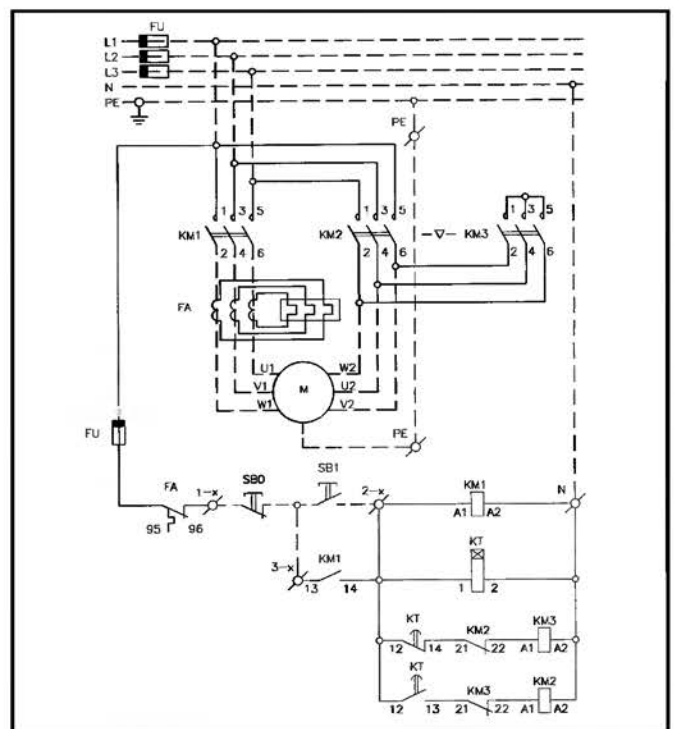 FU
L1
L2
L3
N
PE
PE
1 3 5
1 3 5
1 3 5
KM1
KM2
KM3
2 4 6
2 4 6
2 4 6
FA
U1 W2
V1 M U2
W1 V2
FU
PE
SB1
FA 1-x SB0 2-x KM1 N
95 96 A1 A2
KT
3-x KM1
13 14 1 2
KT KM2 KM3
12 14 21 22 A1 A2
KT KM3 KM2
12 13 21 22 A1 A2